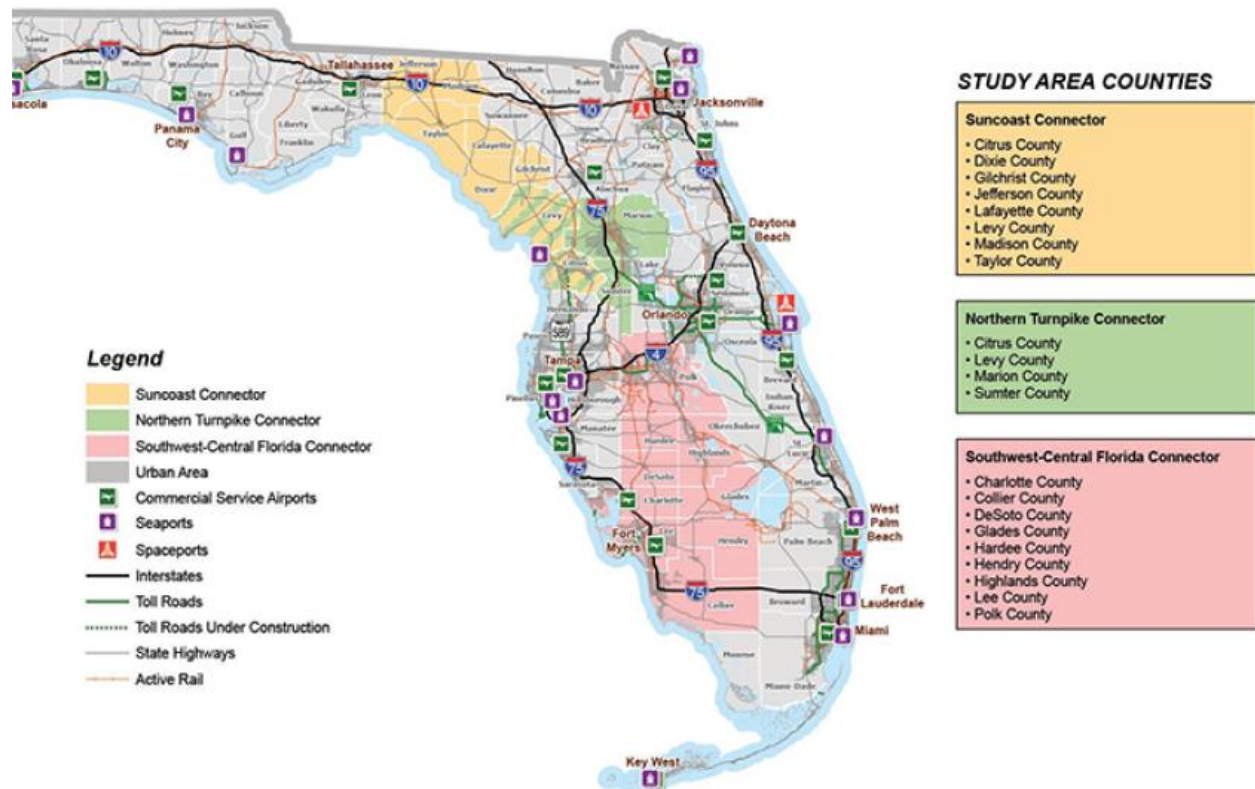 Santa
Rosa
Okaloosa
Walton
Holmes
Washington
Jackson
Bay
Calhoun
Gulf
Liberty
Franklin
Gadsden
Wakulla
Leon
Jefferson
Madison
Taylor
Hamilton
Suwannee
Columbia
Baker
Nassau
Lafayette
Dixie
Gilchrist
Union
Bradford
Clay
St. Johns
Putnam
Alachua
Flagler
Levy
Marion
Citrus
Lake
Volusia
Sumter
Hernando
Seminole
Orange
Osceola
Brevard
Polk
Pinellas
Hillsborough
Indian
River
Manatee
Hardee
Highlands
Okeechobee
St.
Lucie
Sarasota
DeSoto
Charlotte
Glades
Martin
Lee
Hendry
Palm Beach
Collier
Broward
Monroe
Miami-Dade
10
10
10
75
95
589
4
95
75
75
95
sacola
Panama
City
Tallahassee
Jacksonville
Daytona
Beach
Orlando
Tampa
Fort
Myers
West
Palm
Beach
Fort
Lauderdale
Miami
Key West
Legend
Suncoast Connector
Northern Turnpike Connector
Southwest-Central Florida Connector
Urban Area
Commercial Service Airports
Seaports
Spaceports
Interstates
Toll Roads
Toll Roads Under Construction
State Highways
Active Rail
STUDY AREA COUNTIES
Suncoast Connector
• Citrus County
• Dixie County
• Gilchrist County
• Jefferson County
• Lafayette County
• Levy County
• Madison County
• Taylor County
Northern Turnpike Connector
• Citrus County
• Levy County
• Marion County
• Sumter County
Southwest-Central Florida Connector
• Charlotte County
• Collier County
• DeSoto County
• Glades County
• Hardee County
• Hendry County
• Highlands County
• Lee County
• Polk County